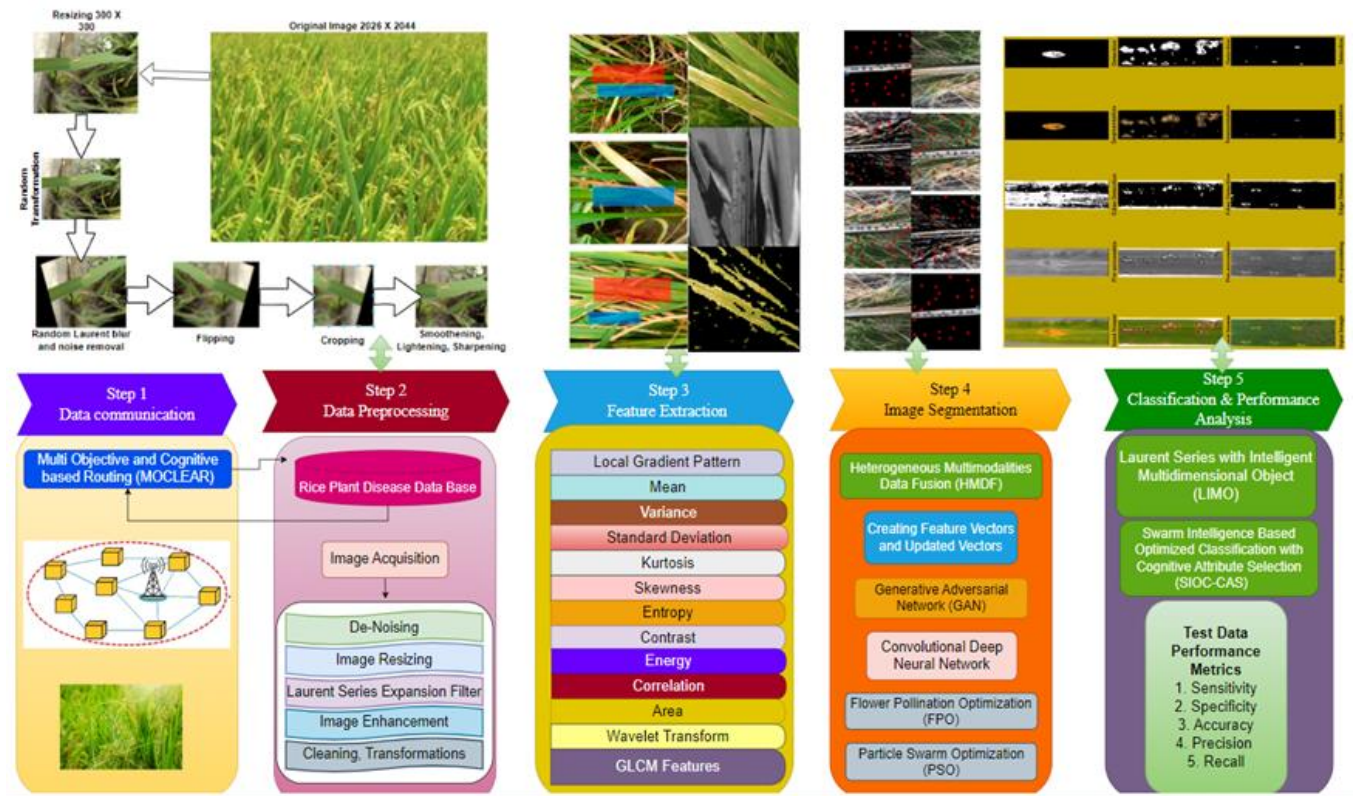 Resizing 300 X
300
Original Image 2026 X 2044
Random
Transformation
Random Laurent blur
and noise removal
Flipping
Cropping
Smoothening,
Lightening, Sharpening
Step 1
Data communication
Step 2
Data Preprocessing
Step 3
Feature Extraction
Step 4
Image Segmentation
Step 5
Classification & Performance
Analysis
Multi Objective and Cognitive
based Routing (MOCLEAR)
Rice Plant Disease Data Base
Image Acquisition
De-Noising
Image Resizing
Laurent Series Expansion Filter
Image Enhancement
Cleaning, Transformations
Local Gradient Pattern
Mean
Variance
Standard Deviation
Kurtosis
Skewness
Entropy
Contrast
Energy
Correlation
Area
Wavelet Transform
GLCM Features
Heterogeneous Multimodalities
Data Fusion (HMDF)
Creating Feature Vectors
and Updated Vectors
Generative Adversarial
Network (GAN)
Convolutional Deep
Neural Network
Flower Pollination Optimization
(FPO)
Particle Swarm Optimization
(PSO)
Laurent Series with Intelligent
Multidimensional Object
(LIMO)
Swarm Intelligence Based
Optimized Classification with
Cognitive Attribute Selection
(SIOC-CAS)
Test Data
Performance
Metrics
1. Sensitivity
2. Specificity
3. Accuracy
4. Precision
5. Recall